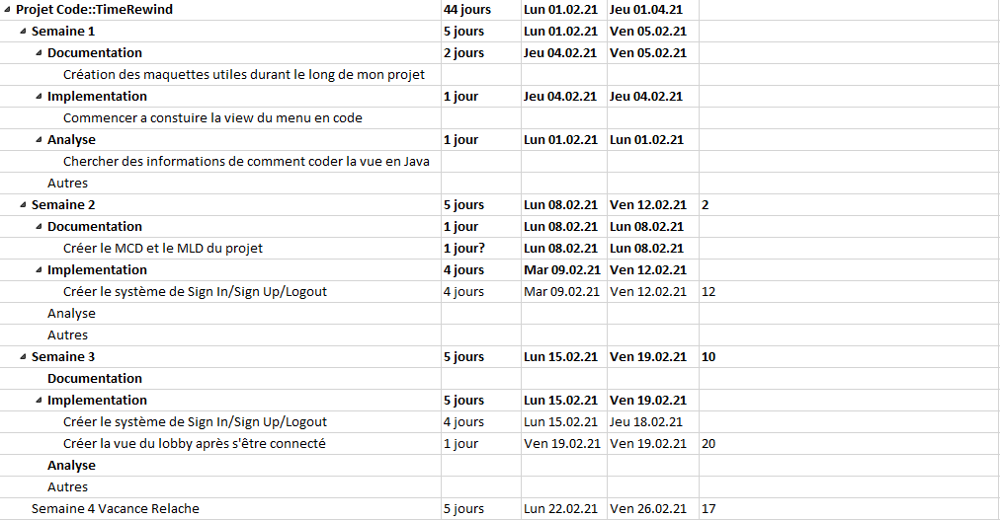 Projet Code::TimeRewind 44 jours Lun 01.02.21 Jeu 01.04.21
Semaine 1 5 jours Lun 01.02.21 Ven 05.02.21
Documentation 2 jours Jeu 04.02.21 Ven 05.02.21
Création des maquettes utiles durant le long de mon projet
Implementation 1 jour Jeu 04.02.21 Jeu 04.02.21
Commencer a constuire la view du menu en code
Analyse 1 jour Lun 01.02.21 Lun 01.02.21
Chercher des informations de comment coder la vue en Java
Autres
Semaine 2 5 jours Lun 08.02.21 Ven 12.02.21 2
Documentation 1 jour Lun 08.02.21 Lun 08.02.21
Créer le MCD et le MLD du projet 1 jour? Lun 08.02.21 Lun 08.02.21
Implementation 4 jours Mar 09.02.21 Ven 12.02.21
Créer le système de Sign In/Sign Up/Logout 4 jours Mar 09.02.21 Ven 12.02.21 12
Analyse
Autres
Semaine 3 5 jours Lun 15.02.21 Ven 19.02.21 10
Documentation
Implementation 5 jours Lun 15.02.21 Ven 19.02.21
Créer le système de Sign In/Sign Up/Logout 4 jours Lun 15.02.21 Jeu 18.02.21
Créer la vue du lobby après s'être connecté 1 jour Ven 19.02.21 Ven 19.02.21 20
Analyse
Autres
Semaine 4 Vacance Relache 5 jours Lun 22.02.21 Ven 26.02.21 17